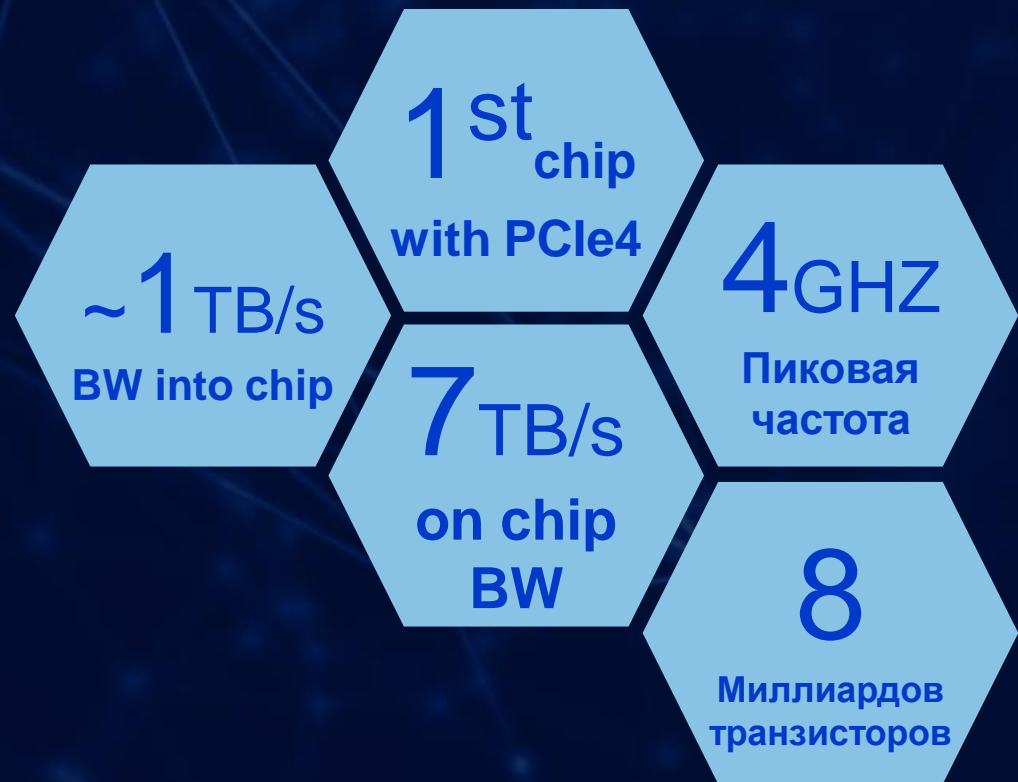 1st chip
with PCIe4
~1TB/s
BW into chip
4GHZ
Пиковая
частота
7TB/s
on chip
BW
8
Миллиардов
транзисторов